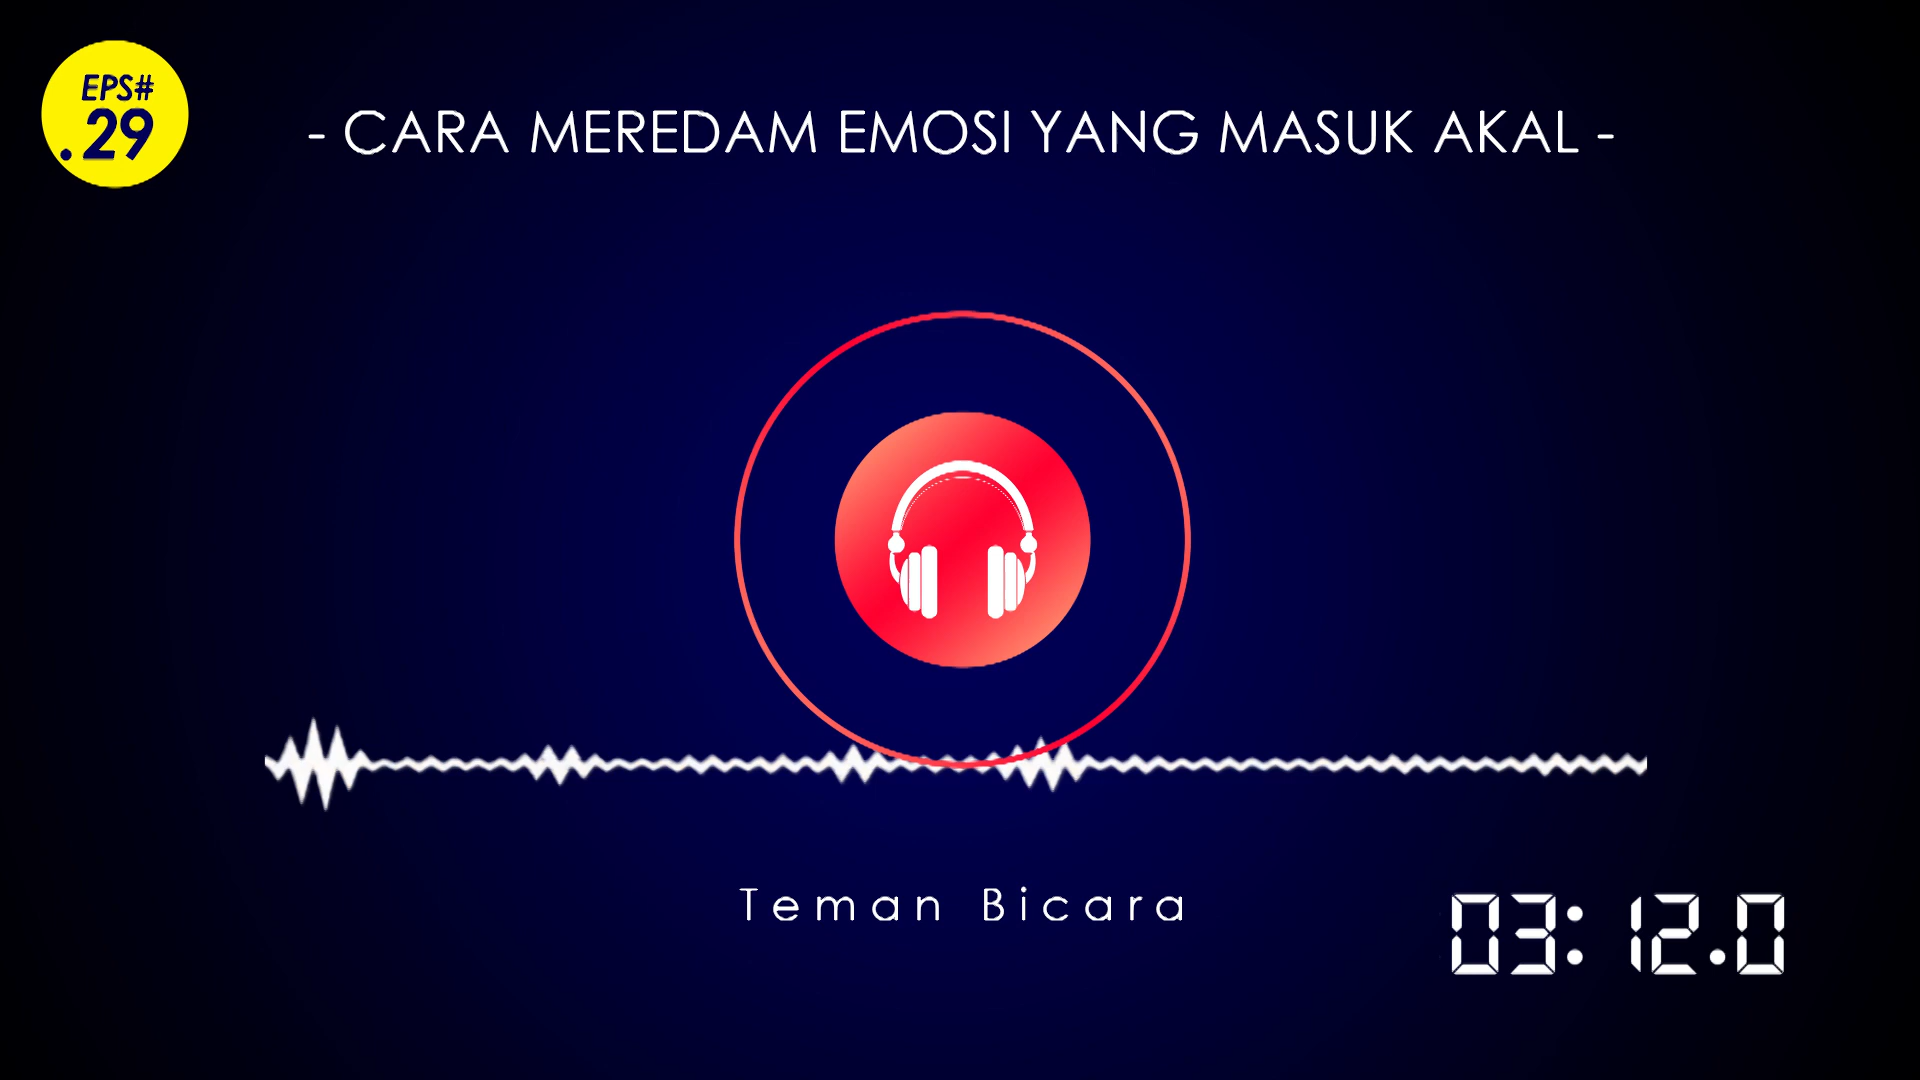 EPS#
.29
- CARA MEREDAM EMOSI YANG MASUK AKAL -
Teman Bicara
03:12.0